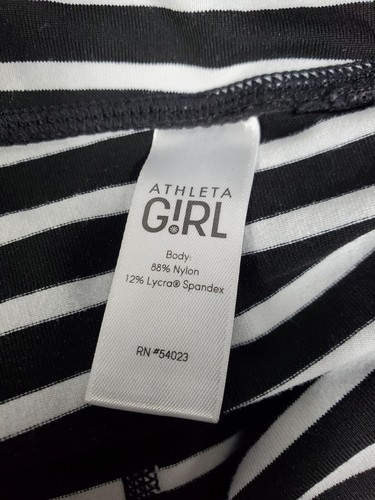 ATHLETA
GIRL
Body:
88% Nylon
12% Lycra® Spandex
RN #54023